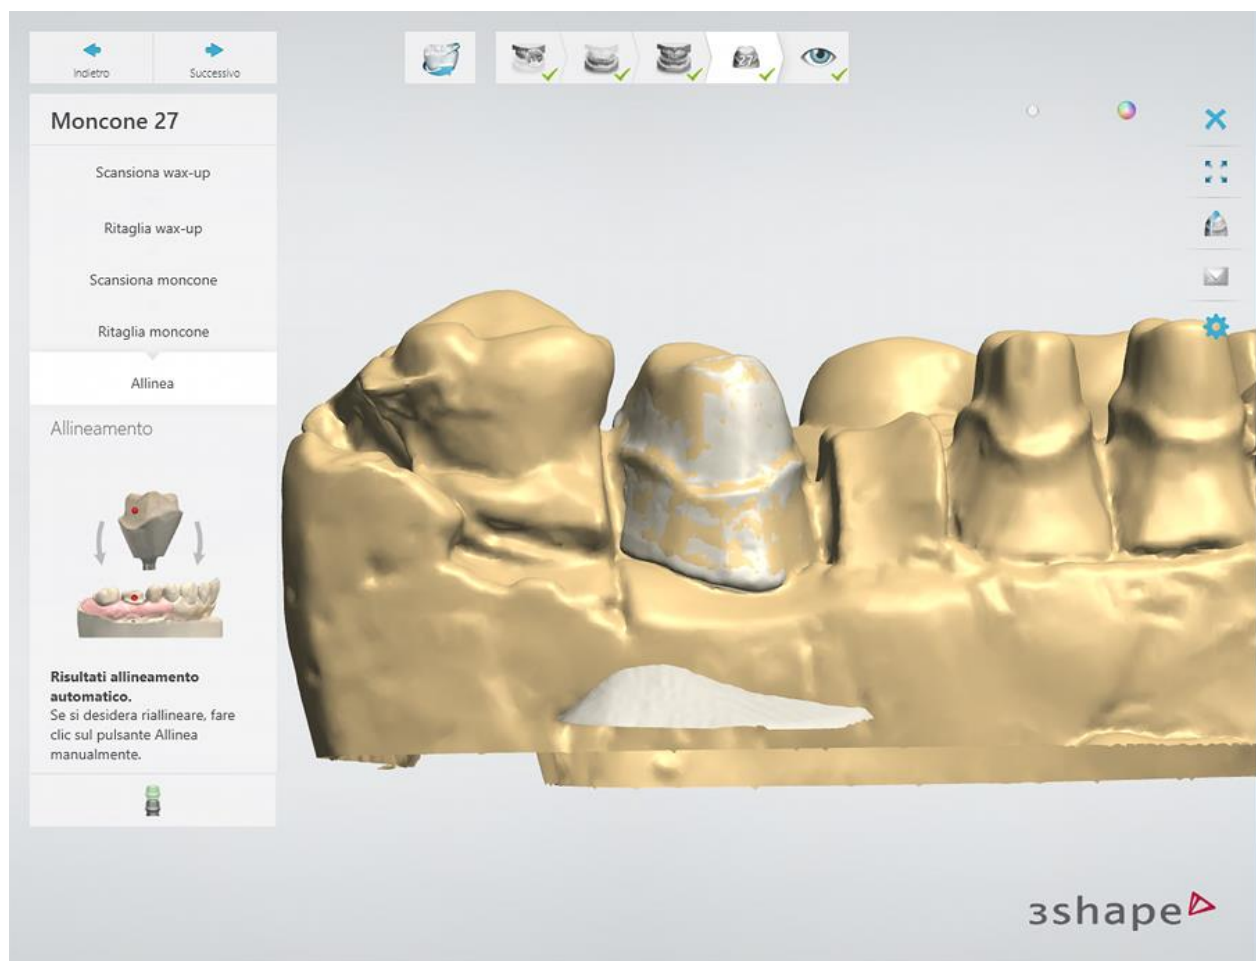 Indietro
Successivo
27
Moncone 27
Scansiona wax-up
Ritaglia wax-up
Scansiona moncone
Ritaglia moncone
Allinea
Allineamento
Risultati allineamento
automatico.
Se si desidera riallineare, fare
clic sul pulsante Allinea
manualmente.
3shape